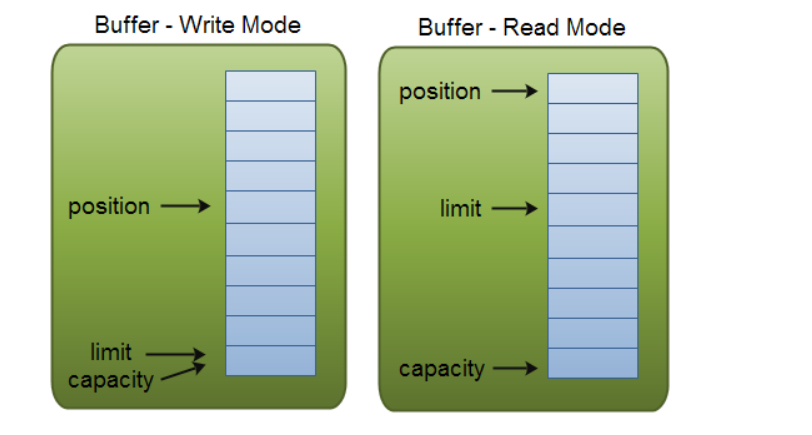 Buffer - Write Mode
position
limit
capacity
Buffer - Read Mode
position
limit
capacity